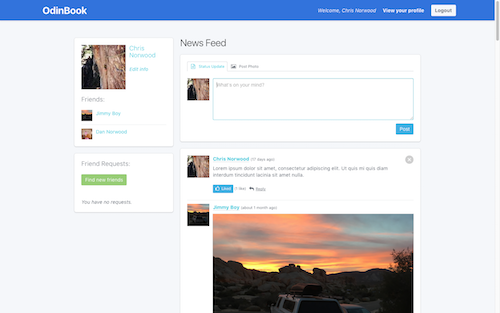 OdinBook
Welcome, Chris Norwood
View your profile
Logout
Chris
Norwood
Edit Info
Friends:
Jimmy Boy
Dan Norwood
Friend Requests:
Find new friends
You have no requests
News Feed
Status Update
Post Photo
What's on your mind?
Post
Chris Norwood (17 days ago)
Lorem ipsum dolor sit amet, consectetur adipiscing elit. Ut quis mi quis diam
interdum tincidunt lacinia sit amet nulla.
Liked
1 like
Reply
Jimmy Boy (about 1 month ago)